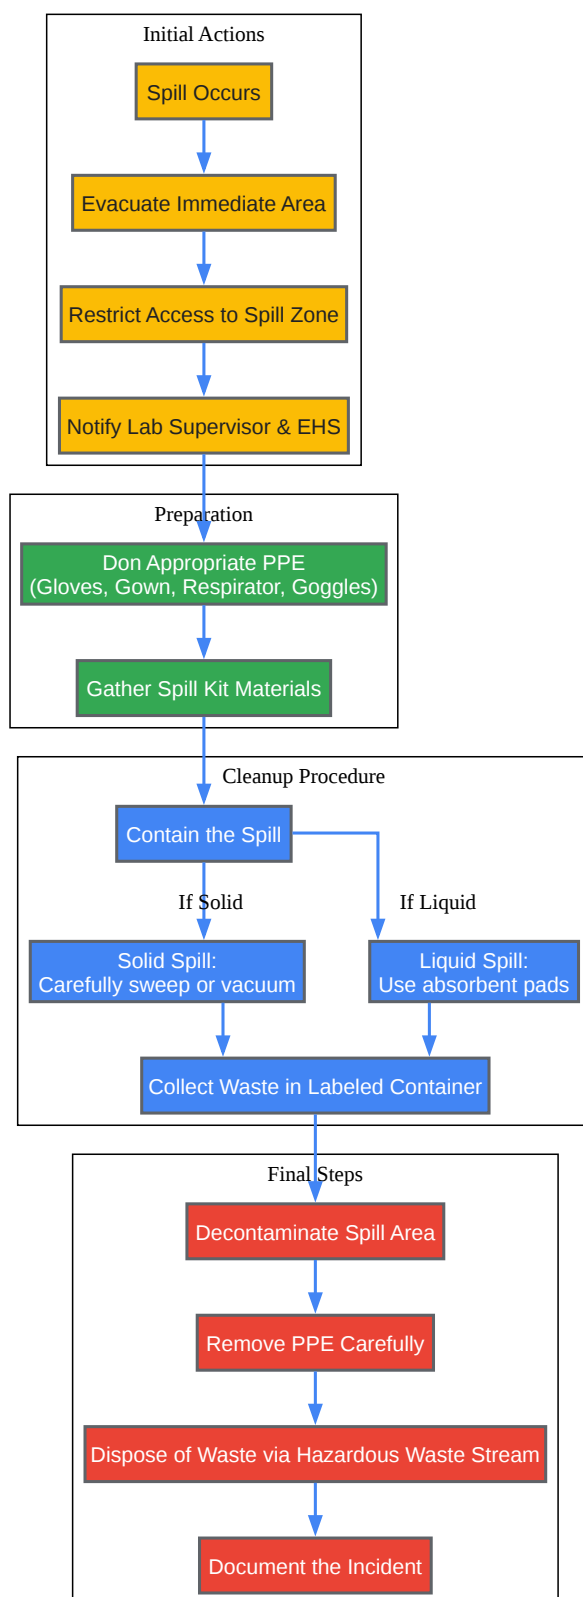 Initial Actions
Spill Occurs
Evacuate Immediate Area
Restrict Access to Spill Zone
Notify Lab Supervisor & EHS
Preparation
Don Appropriate PPE
(Gloves, Gown, Respirator, Goggles)
Gather Spill Kit Materials
Cleanup Procedure
Contain the Spill
If Solid
If Liquid
Solid Spill:
Carefully sweep or vacuum
Liquid Spill:
Use absorbent pads
Collect Waste in Labeled Container
Final Steps
Decontaminate Spill Area
Remove PPE Carefully
Dispose of Waste via Hazardous Waste Stream
Document the Incident